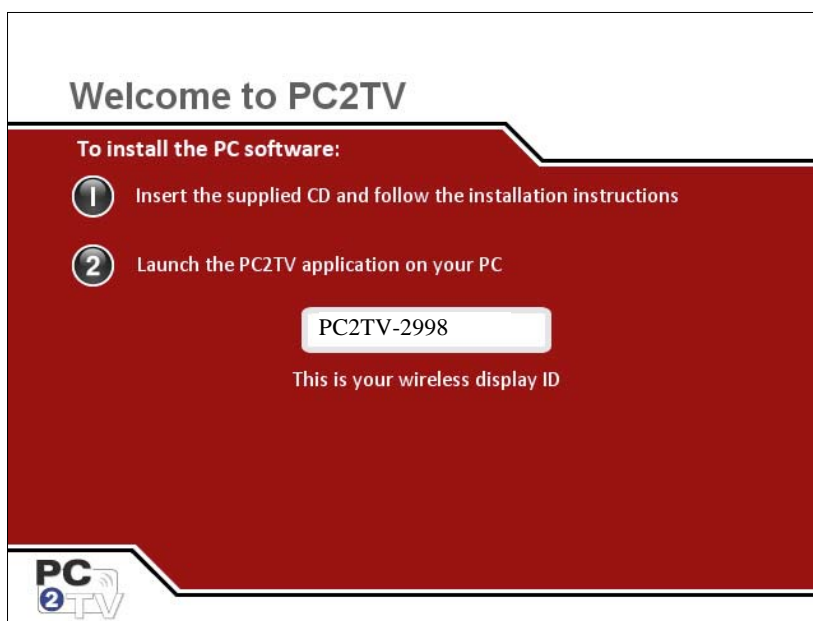 Welcome to PC2TV
To install the PC software:
1 Insert the supplied CD and follow the installation instructions
2 Launch the PC2TV application on your PC
PC2TV-2998
This is your wireless display ID
PC
2 TV